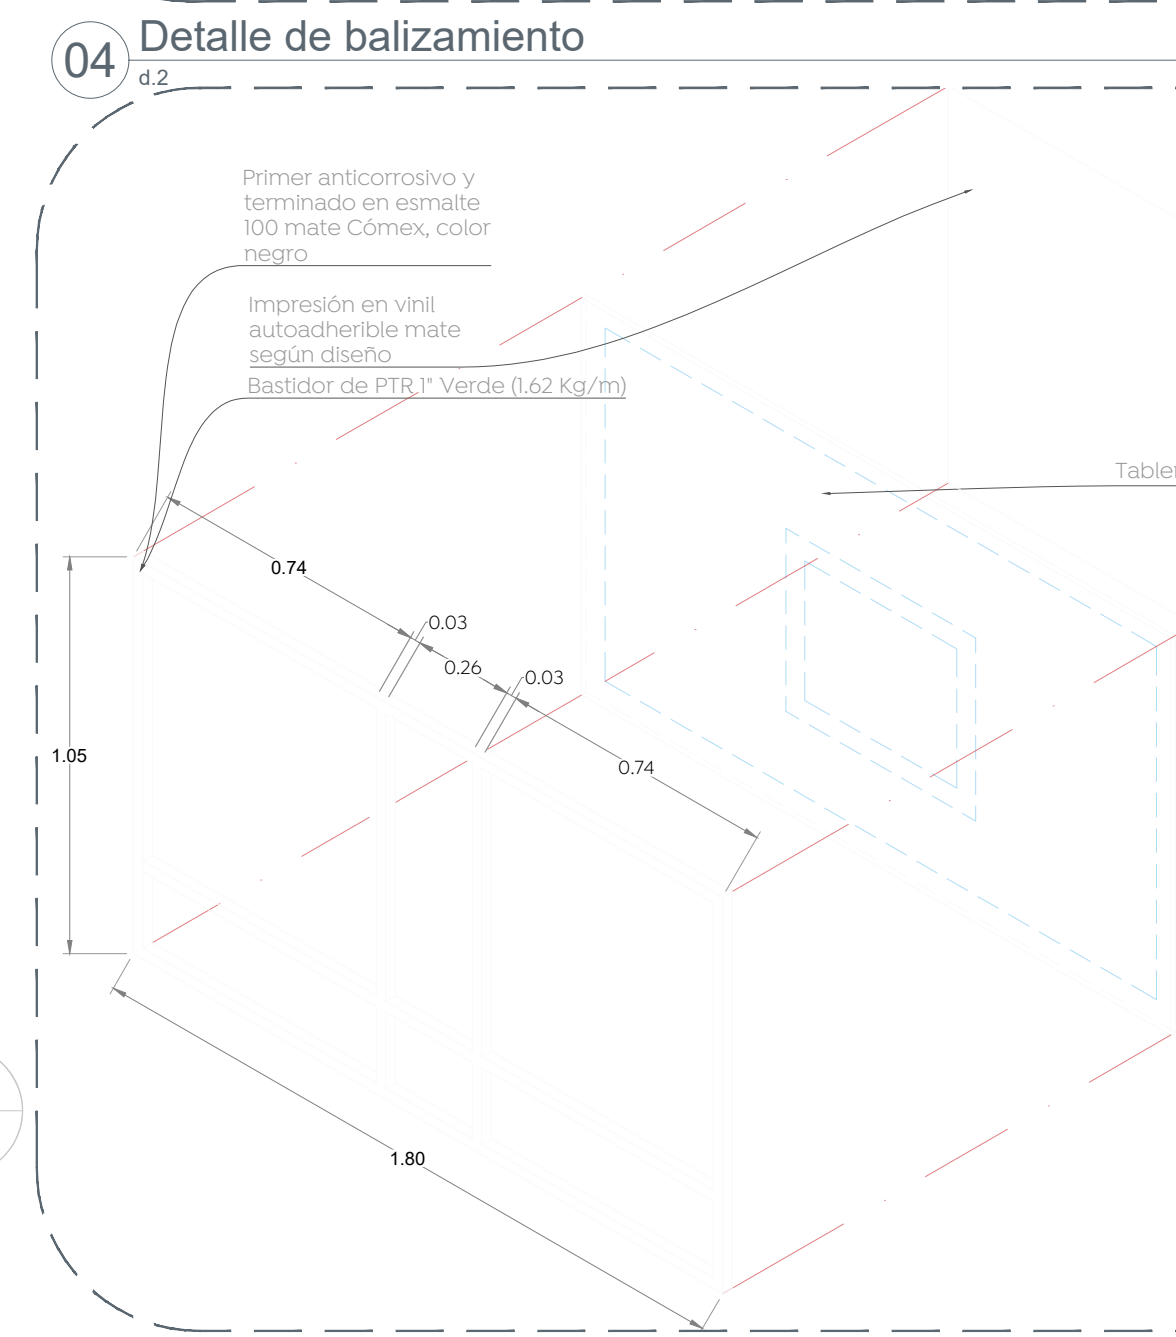 04 Detalle de balizamiento
d.2
Primer anticorrosivo y
terminado en esmalte
100 mate Cómex, color
negro
Impresión en vinil
autoadherible mate
según diseño
Bastidor de PTR 1" Verde (1.62 Kg/m)
0.74
0.03
0.26
0.03
0.74
1.05
1.80